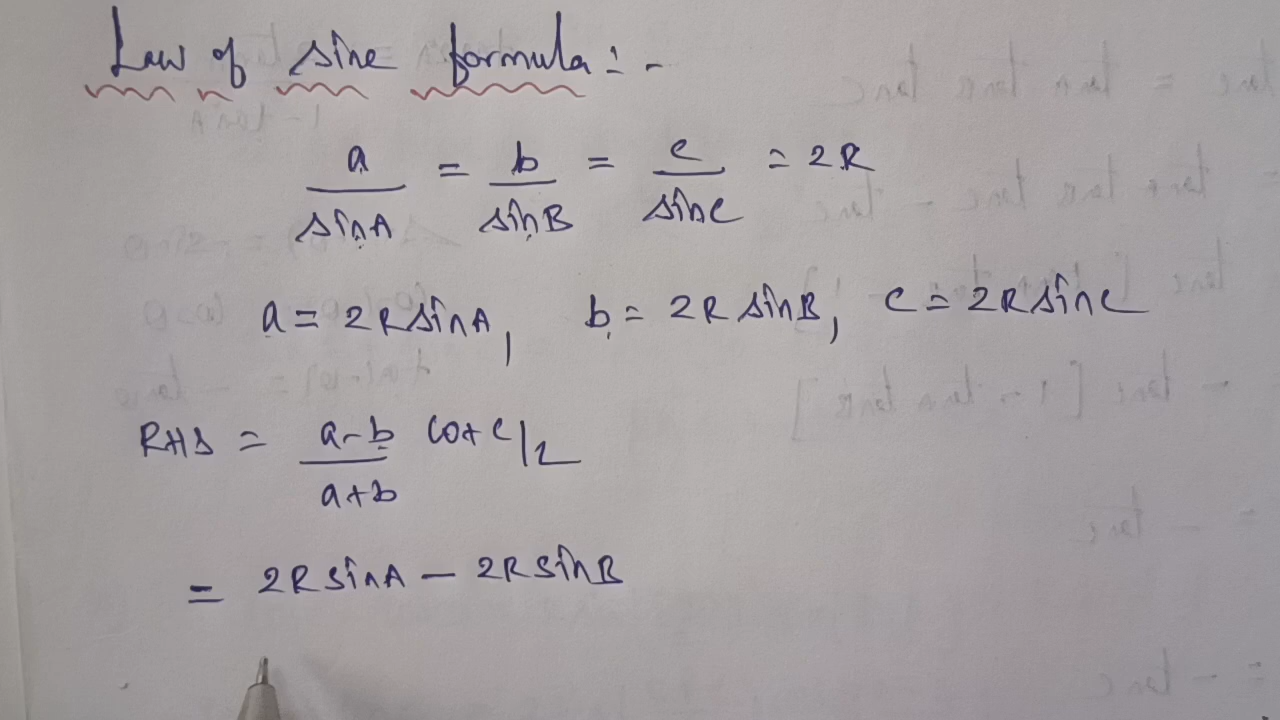 Law of sine formula :-
a/sinA = b/sinB = c/sinC = 2R
a = 2R sinA, b = 2R sinB, c = 2R sinC
RHS = a-b/a+b cot c/2
= 2R sinA - 2R sinB